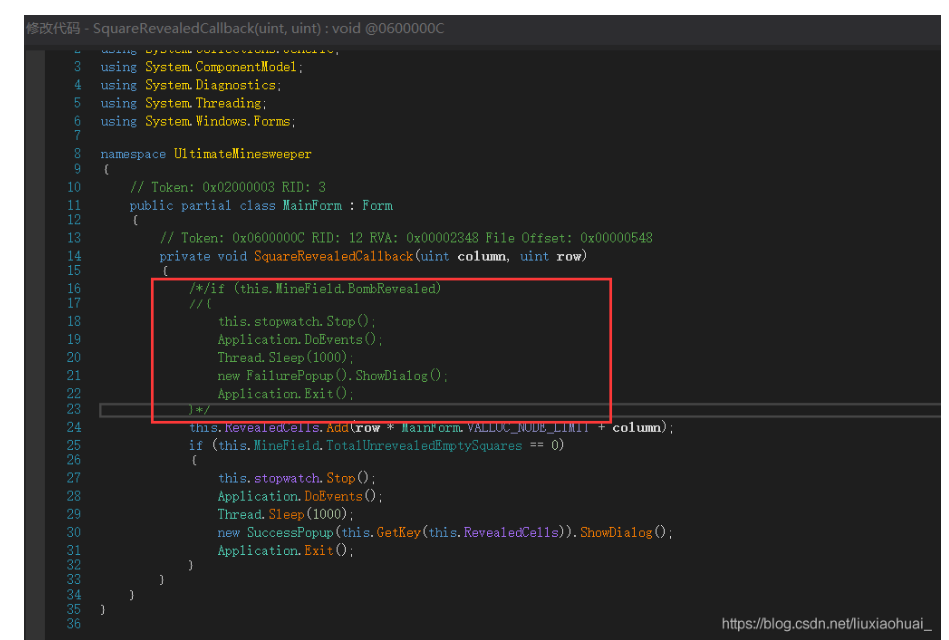 修改代码 - SquareRevealedCallback(uint, uint) : void @0600000C
2 using System.Collections.Generic;
3 using System.ComponentModel;
4 using System.Diagnostics;
5 using System.Threading;
6 using System.Windows.Forms;
7
8 namespace UltimateMinesweeper
9 {
10 // Token: 0x02000003 RID: 3
11 public partial class MainForm : Form
12 {
13 // Token: 0x0600000C RID: 12 RVA: 0x00002348 File Offset: 0x00000548
14 private void SquareRevealedCallback(uint column, uint row)
15 {
16 /*/if (this.MineField.BombRevealed)
17 //{
18 this.stopwatch.Stop();
19 Application.DoEvents();
20 Thread.Sleep(1000);
21 new FailurePopup().ShowDialog();
22 Application.Exit();
23 }*/
24 this.RevealedCells.Add(row * MainForm.VALLOC_NODE_LIMIT + column);
25 if (this.MineField.TotalUnrevealedEmptySquares == 0)
26 {
27 this.stopwatch.Stop();
28 Application.DoEvents();
29 Thread.Sleep(1000);
30 new SuccessPopup(this.GetKey(this.RevealedCells)).ShowDialog();
31 Application.Exit();
32 }
33 }
34 }
35 }
36
https://blog.csdn.net/liuxiaohuai_